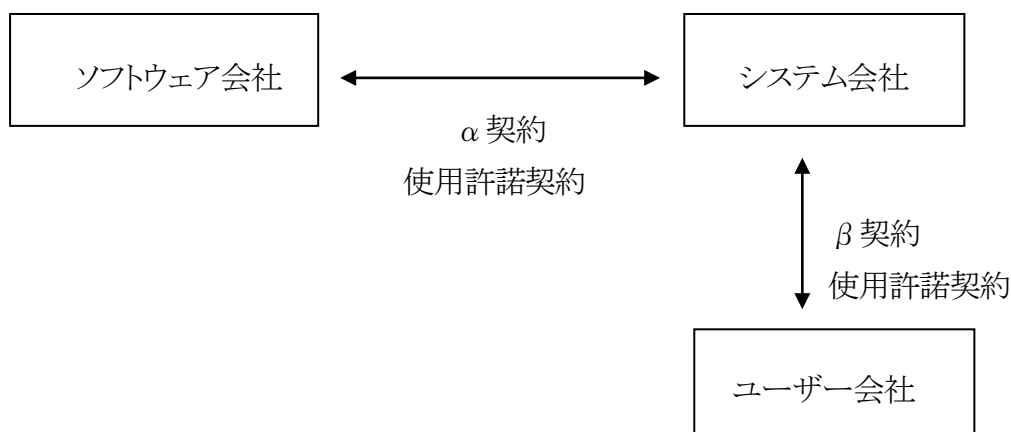 ソフトウェア会社
システム会社
α契約
使用許諾契約
β契約
使用許諾契約
ユーザー会社